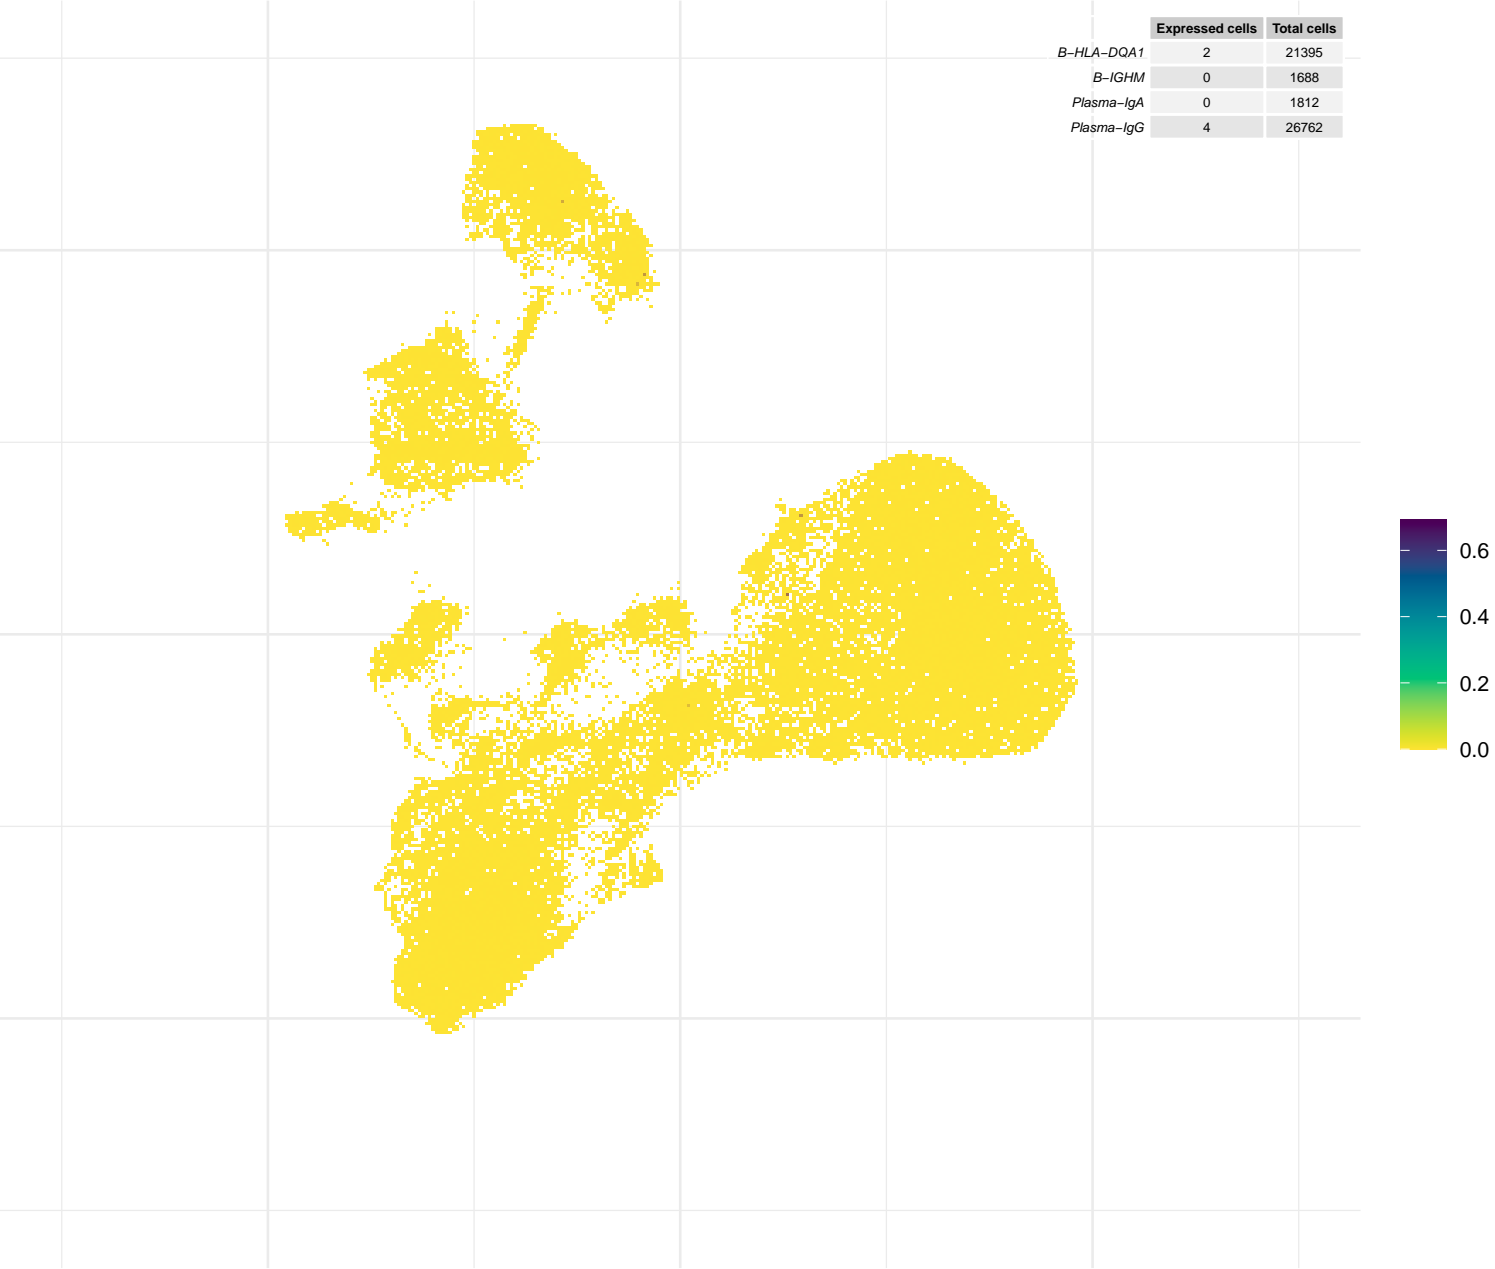 Expressed cells Total cells
B−HLA−DQA1 2 21395
B−IGHM 0 1688
Plasma−IgA 0 1812
Plasma−IgG 4 26762
0.6
0.4
0.2
0.0